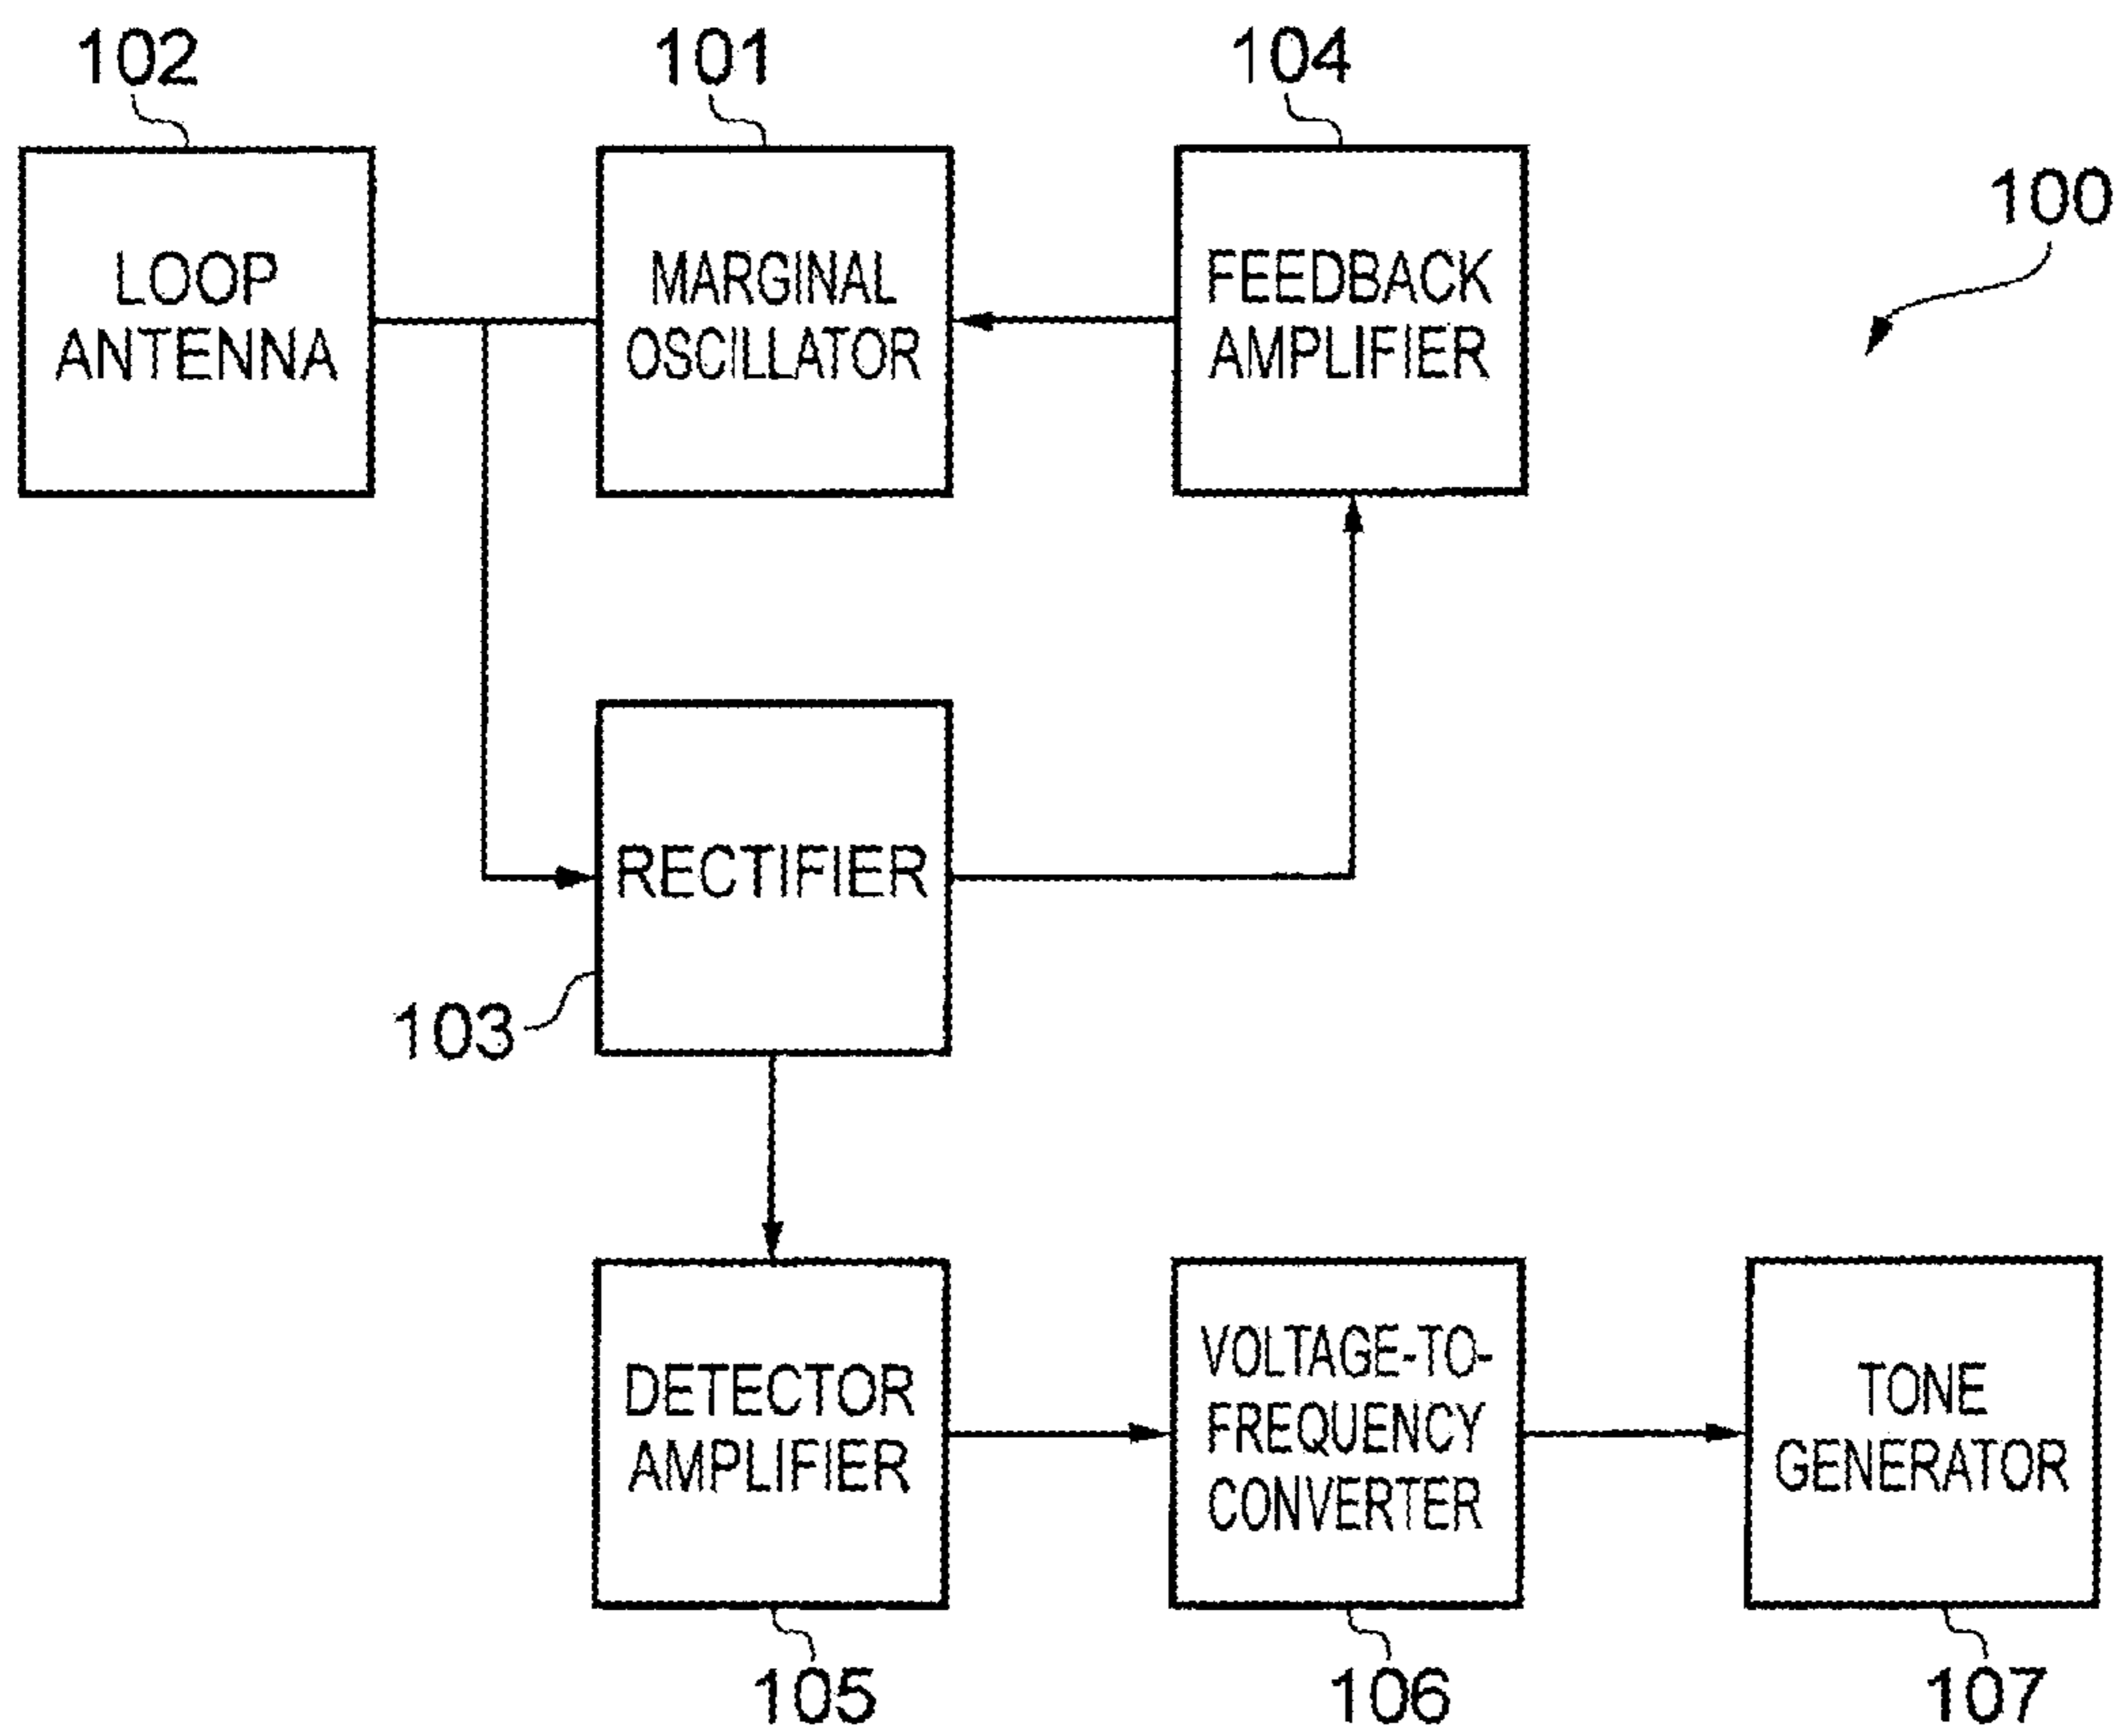 102
101
104
100
LOOP
ANTENNA
MARGINAL
OSCILLATOR
FEEDBACK
AMPLIFIER
RECTIFIER
103
DETECTOR
AMPLIFIER
VOLTAGE-TO-
FREQUENCY
CONVERTER
TONE
GENERATOR
105
106
107